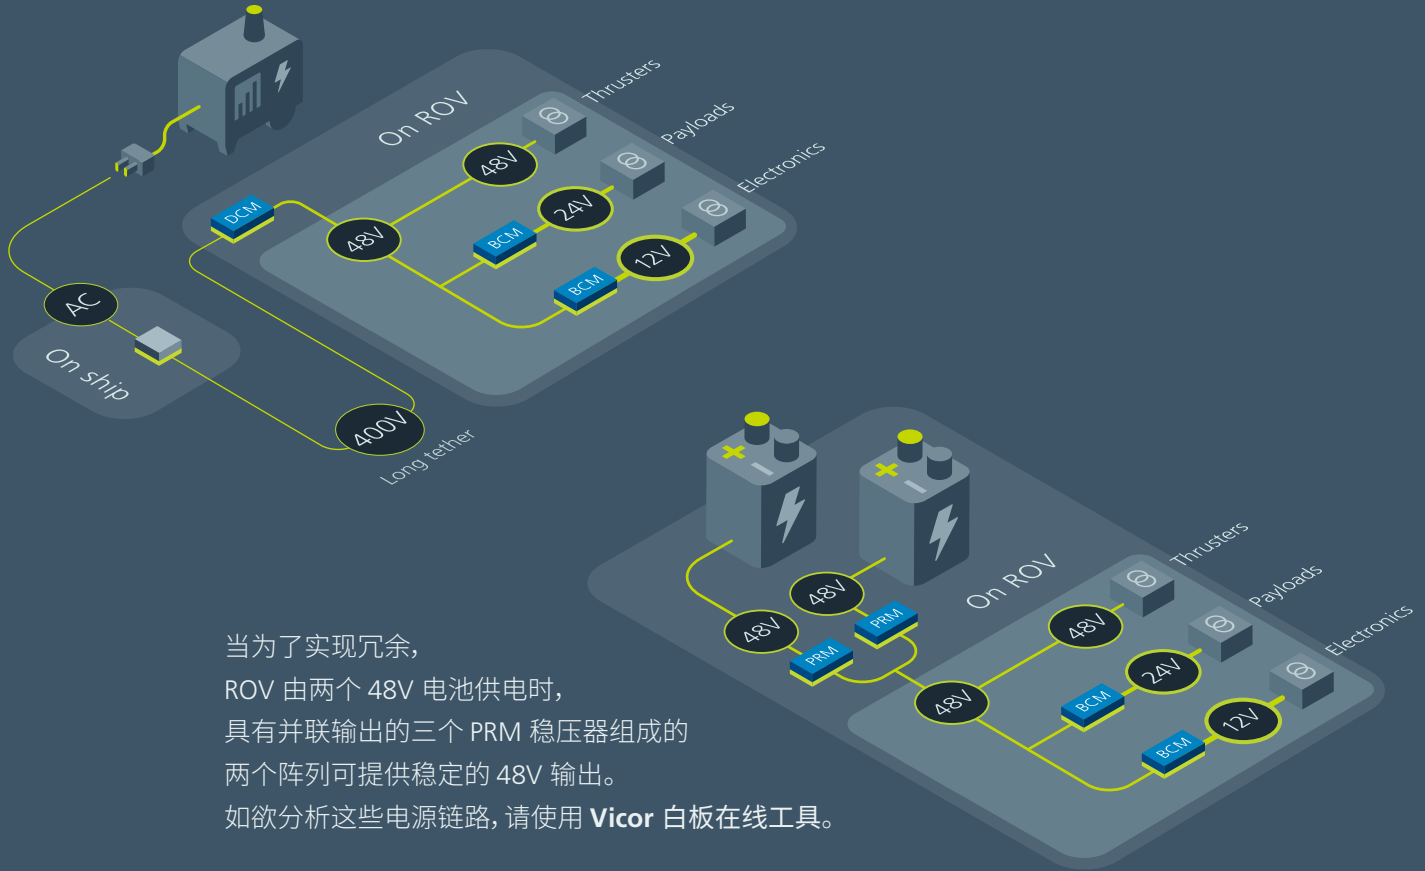 Thrusters
On ROV
Payloads
48V
Electronics
24V
DCM
BCM
48V
12V
BCM
AC
On ship
400V
Long tether
Thrusters
On ROV
Payloads
48V
48V
PRM
48V
Electronics
PRM
24V
48V
BCM
12V
BCM
当为了实现冗余,
ROV 由两个 48V 电池供电时,
具有并联输出的三个 PRM 稳压器组成的
两个阵列可提供稳定的 48V 输出。
如欲分析这些电源链路,请使用 Vicor 白板在线工具。